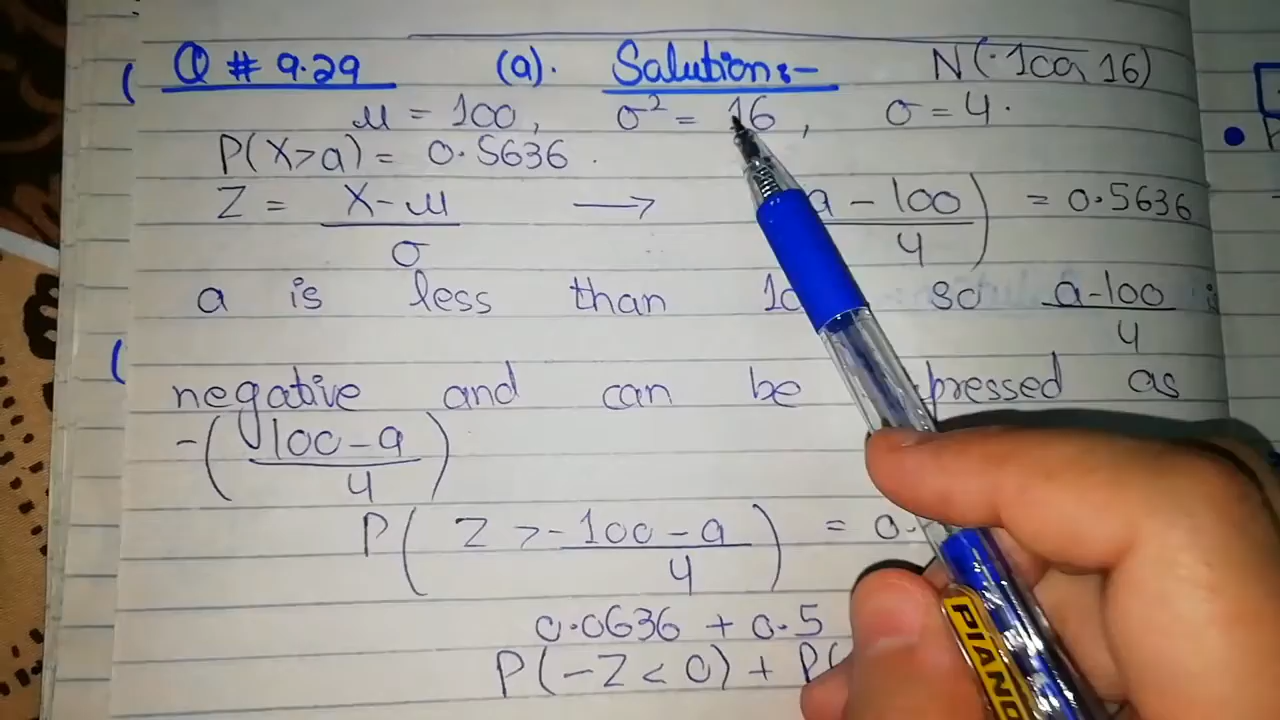 Q # 9.29 (a). Solution:- N(100, 16)
μ = 100, σ² = 16, σ = 4.
P(X>a) = 0.5636.
Z = X-μ / σ → a - 100 / 4) = 0.5636
a is less than so a-100 / 4
negative and can be pressed as
-(100-a / 4)
P(Z > -100-a / 4) = 0.
0.0636 + 0.5
P(-Z < 0) + P(
PIANO